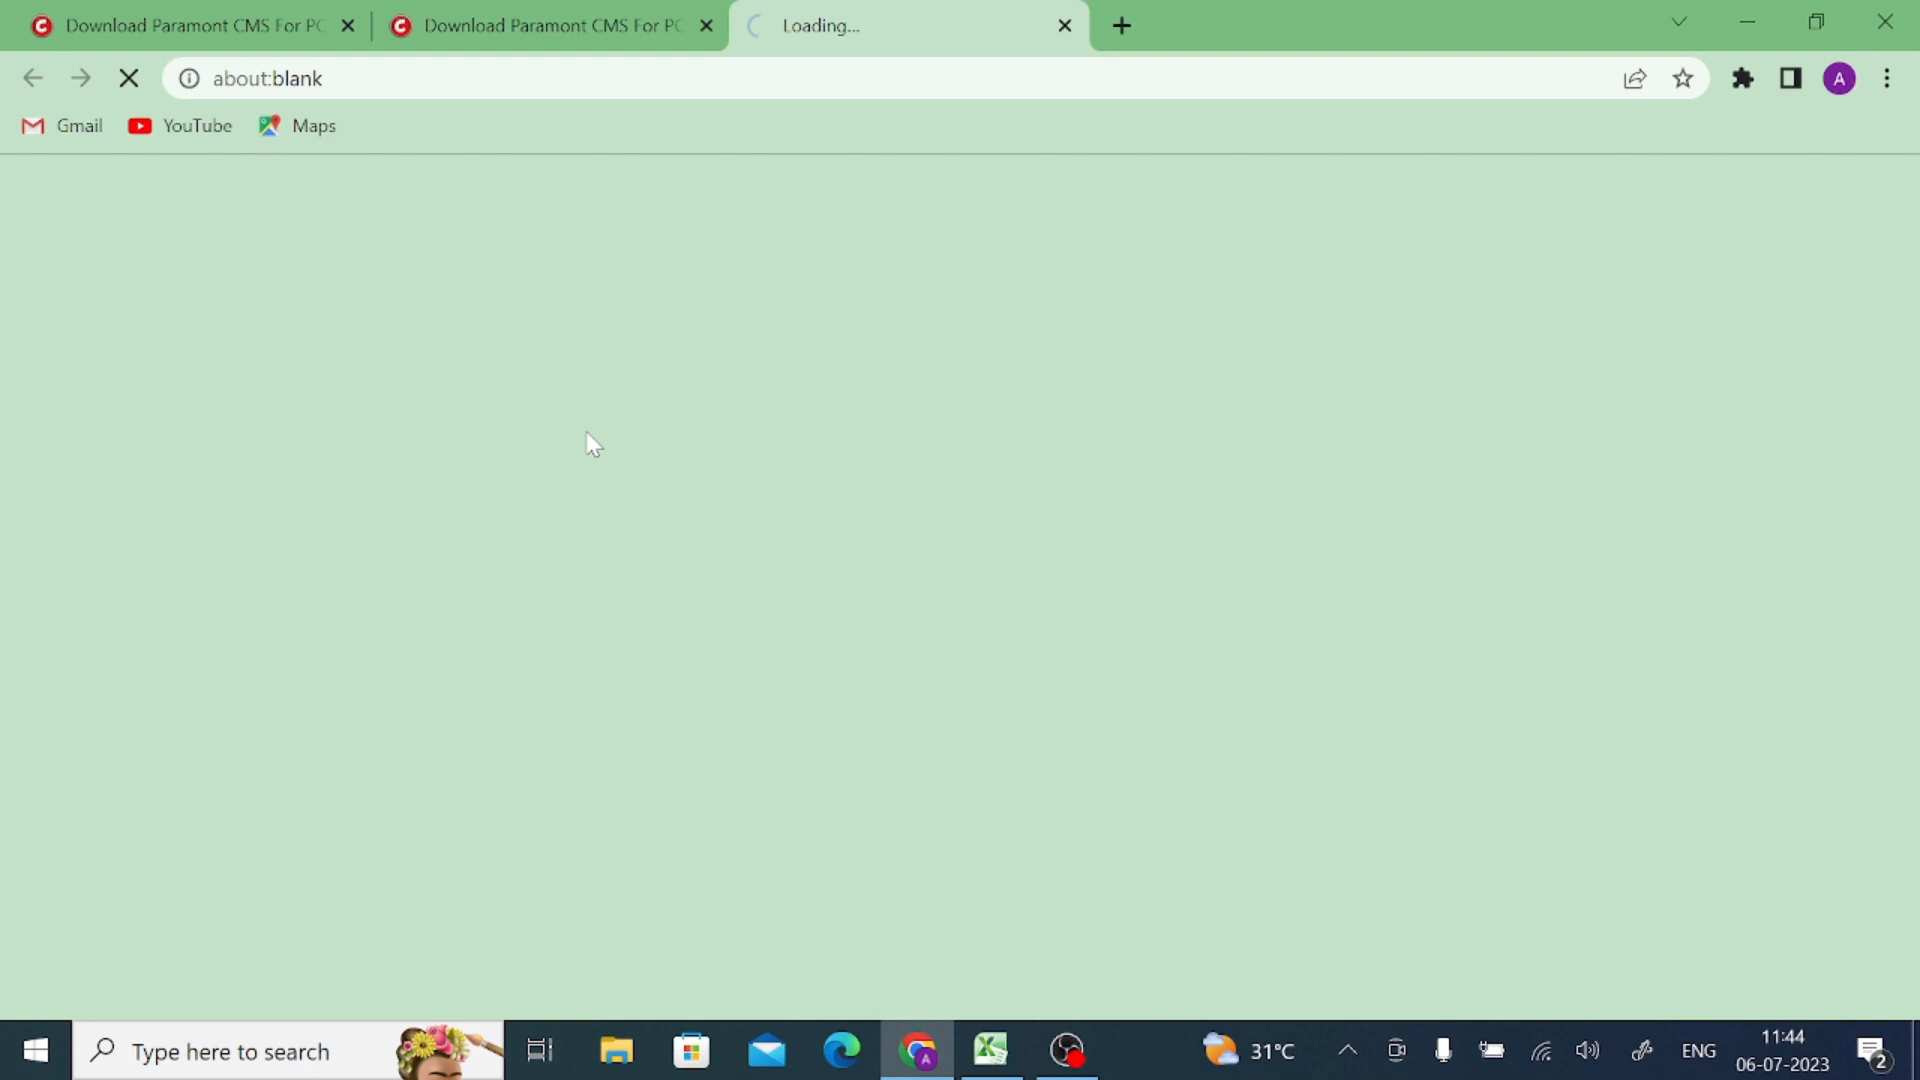 Download Paramont CMS For PC
Download Paramont CMS For PC
Loading...
about:blank
A
Gmail
YouTube
Maps
Type here to search
A
31°C
ENG
11:44
06-07-2023
2